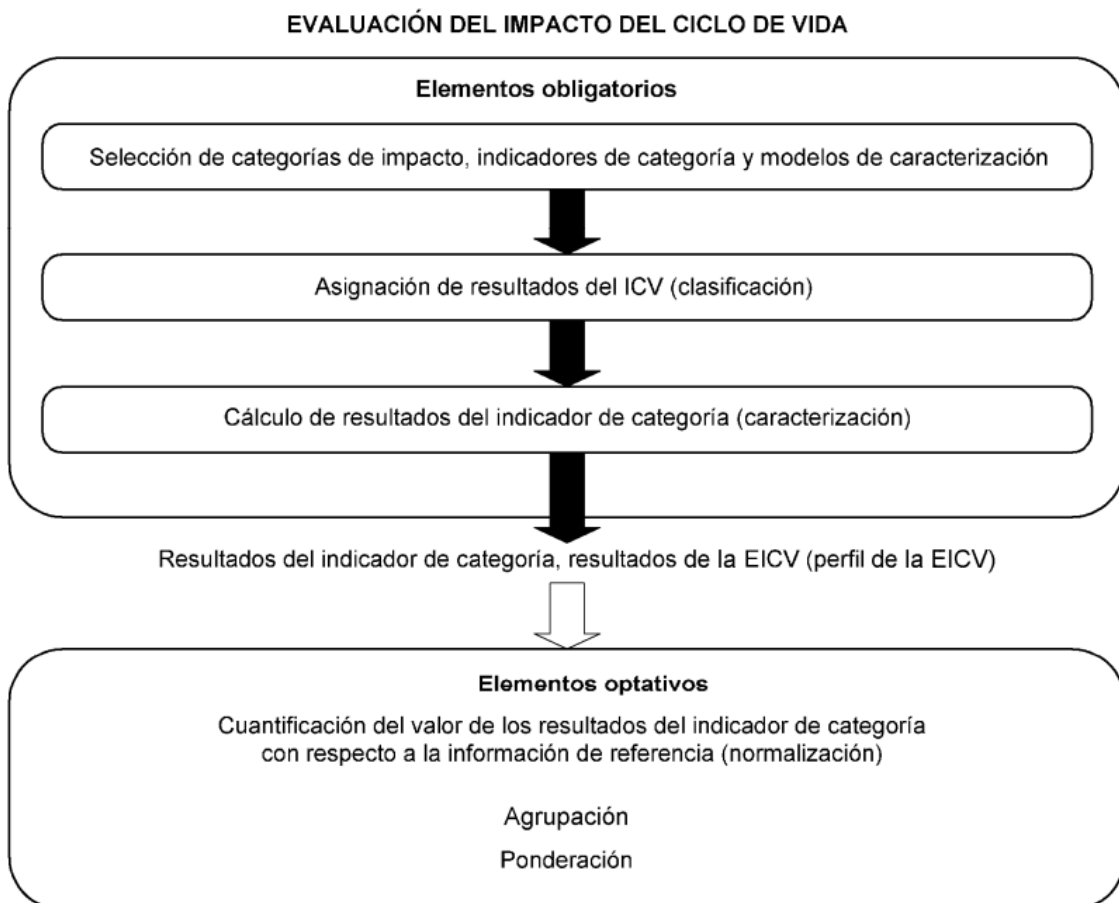 EVALUACIÓN DEL IMPACTO DEL CICLO DE VIDA
Elementos obligatorios
Selección de categorías de impacto, indicadores de categoría y modelos de caracterización
Asignación de resultados del ICV (clasificación)
Cálculo de resultados del indicador de categoría (caracterización)
Resultados del indicador de categoría, resultados de la EICV (perfil de la EICV)
Elementos optativos
Cuantificación del valor de los resultados del indicador de categoría
con respecto a la información de referencia (normalización)
Agrupación
Ponderación